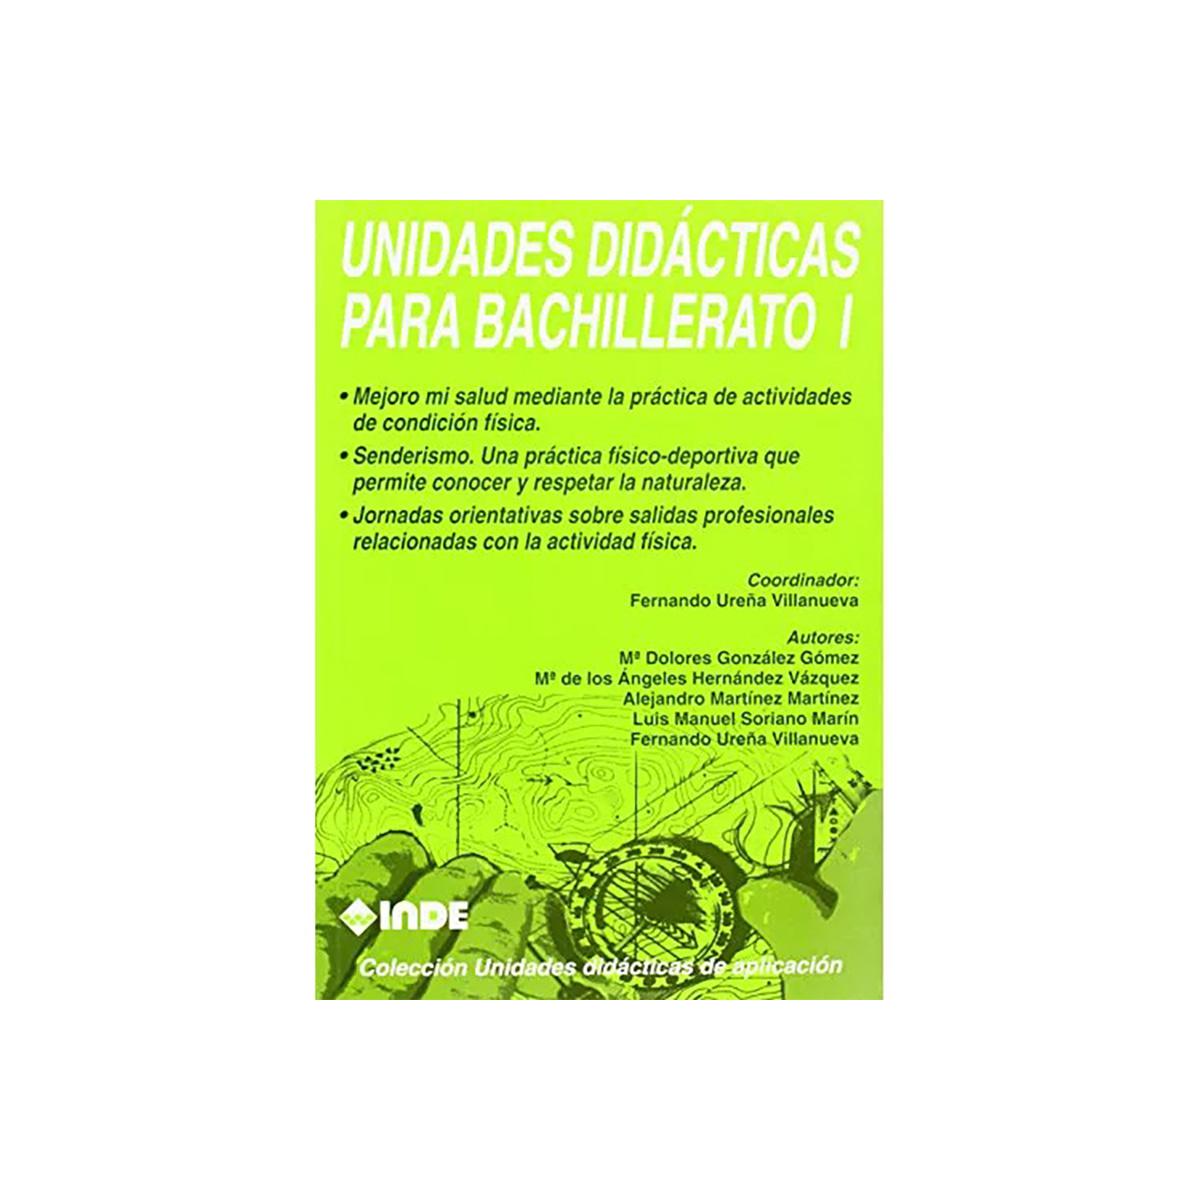 UNIDADES DIDÁCTICAS
PARA BACHILLERATO I
• Mejoro mi salud mediante la práctica de actividades
de condición física.
• Senderismo. Una práctica físico-deportiva que
permite conocer y respetar la naturaleza.
• Jornadas orientativas sobre salidas profesionales
relacionadas con la actividad física.
Coordinador:
Fernando Ureña Villanueva
Autores:
Mª Dolores González Gómez
Mª de los Ángeles Hernández Vázquez
Alejandro Martínez Martínez
Luis Manuel Soriano Marín
Fernando Ureña Villanueva
INDE
Colección Unidades didácticas de aplicación